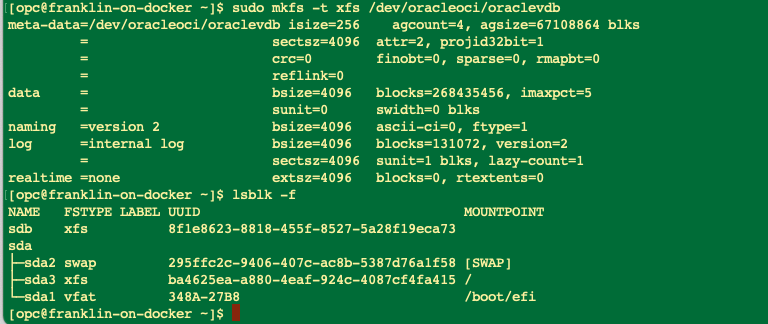 [opc@franklin-on-docker ~]$ sudo mkfs -t xfs /dev/oracleoci/oraclevdb
meta-data=/dev/oracleoci/oraclevdb isize=256    agcount=4, agsize=67108864 blks
         =                       sectsz=4096  attr=2, projid32bit=1
         =                       crc=0        finobt=0, sparse=0, rmapbt=0
         =                       reflink=0
data     =                       bsize=4096   blocks=268435456, imaxpct=5
         =                       sunit=0      swidth=0 blks
naming   =version 2              bsize=4096   ascii-ci=0, ftype=1
log      =internal log           bsize=4096   blocks=131072, version=2
         =                       sectsz=4096  sunit=1 blks, lazy-count=1
realtime =none                   extsz=4096   blocks=0, rtextents=0
[opc@franklin-on-docker ~]$ lsblk -f
NAME   FSTYPE LABEL UUID                                 MOUNTPOINT
sdb    xfs          8f1e8623-8818-455f-8527-5a28f19eca73
sda
├─sda2 swap         295ffc2c-9406-407c-ac8b-5387d76a1f58 [SWAP]
├─sda3 xfs          ba4625ea-a880-4eaf-924c-4087cf4fa415 /
└─sda1 vfat         348A-27B8                            /boot/efi
[opc@franklin-on-docker ~]$